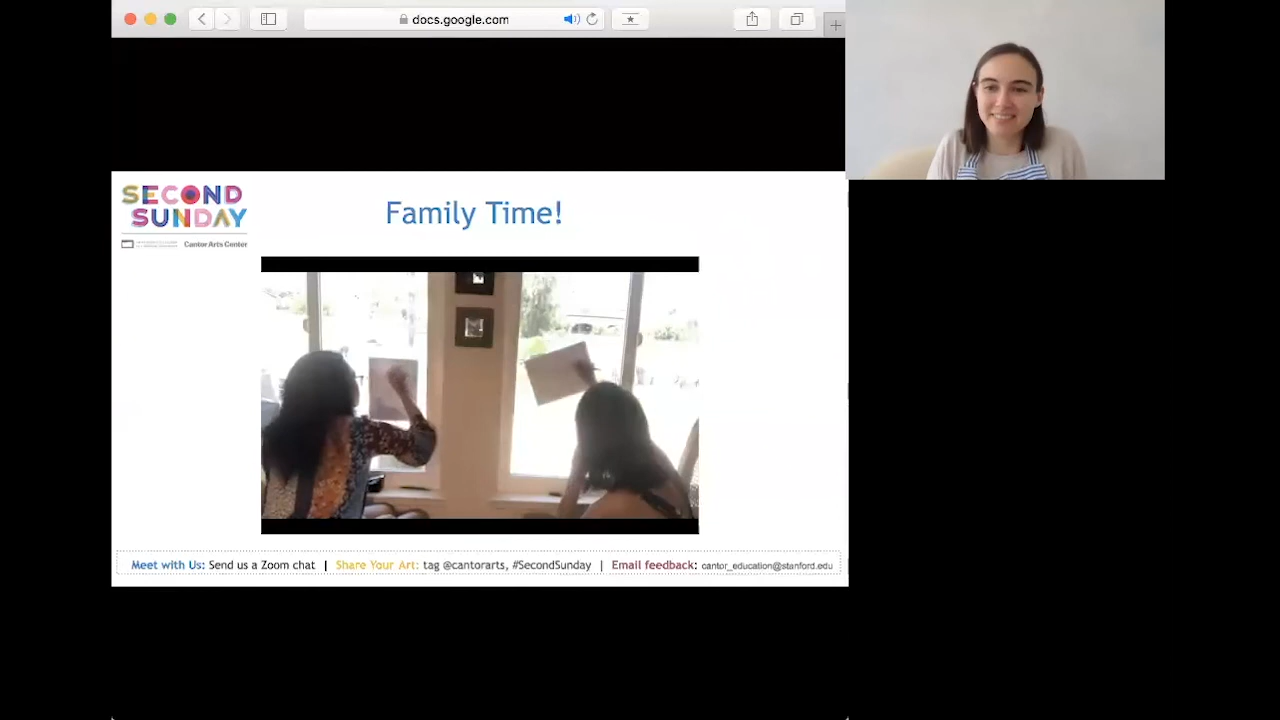 docs.google.com
SECOND
SUNDAY
Cantor Arts Center
Family Time!
Meet with Us: Send us a Zoom chat | Share Your Art: tag @cantorarts, #SecondSunday | Email feedback: cantor_education@stanford.edu